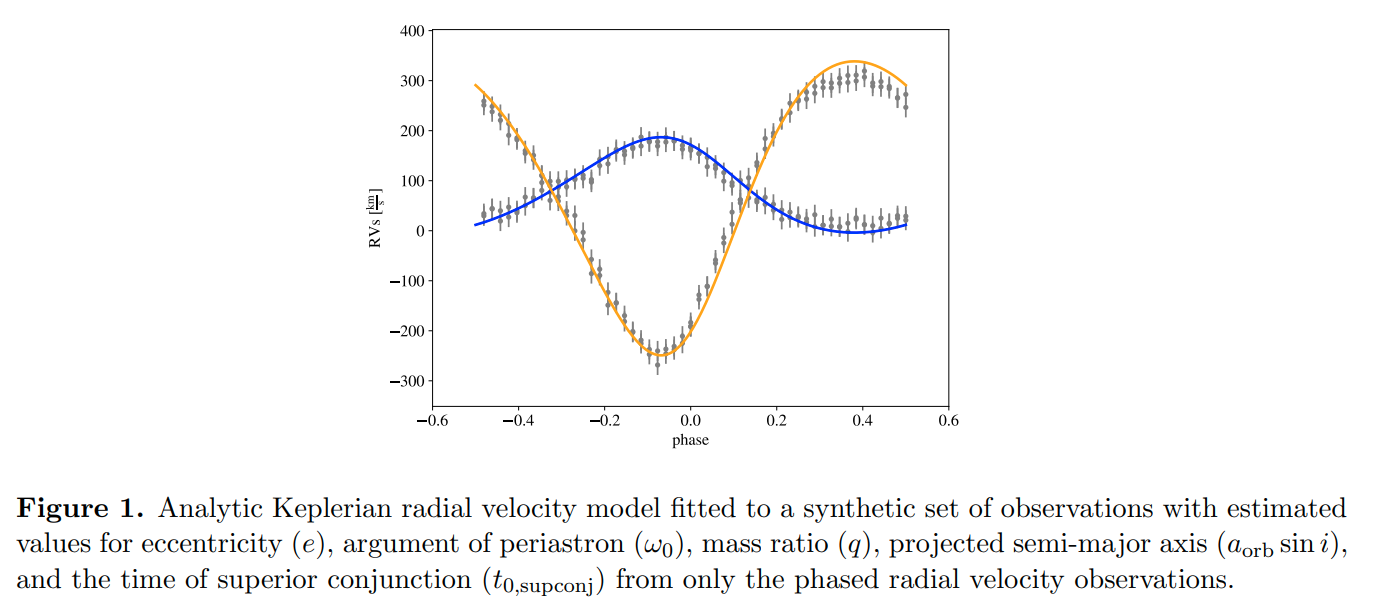 400
300
200
100
0
−100
−200
−300
RVs [km/s]
−0.6 −0.4 −0.2 0.0 0.2 0.4 0.6
phase
Figure 1. Analytic Keplerian radial velocity model fitted to a synthetic set of observations with estimated
values for eccentricity (e), argument of periastron (ω0), mass ratio (q), projected semi-major axis (aorb sin i),
and the time of superior conjunction (t0,supconj) from only the phased radial velocity observations.